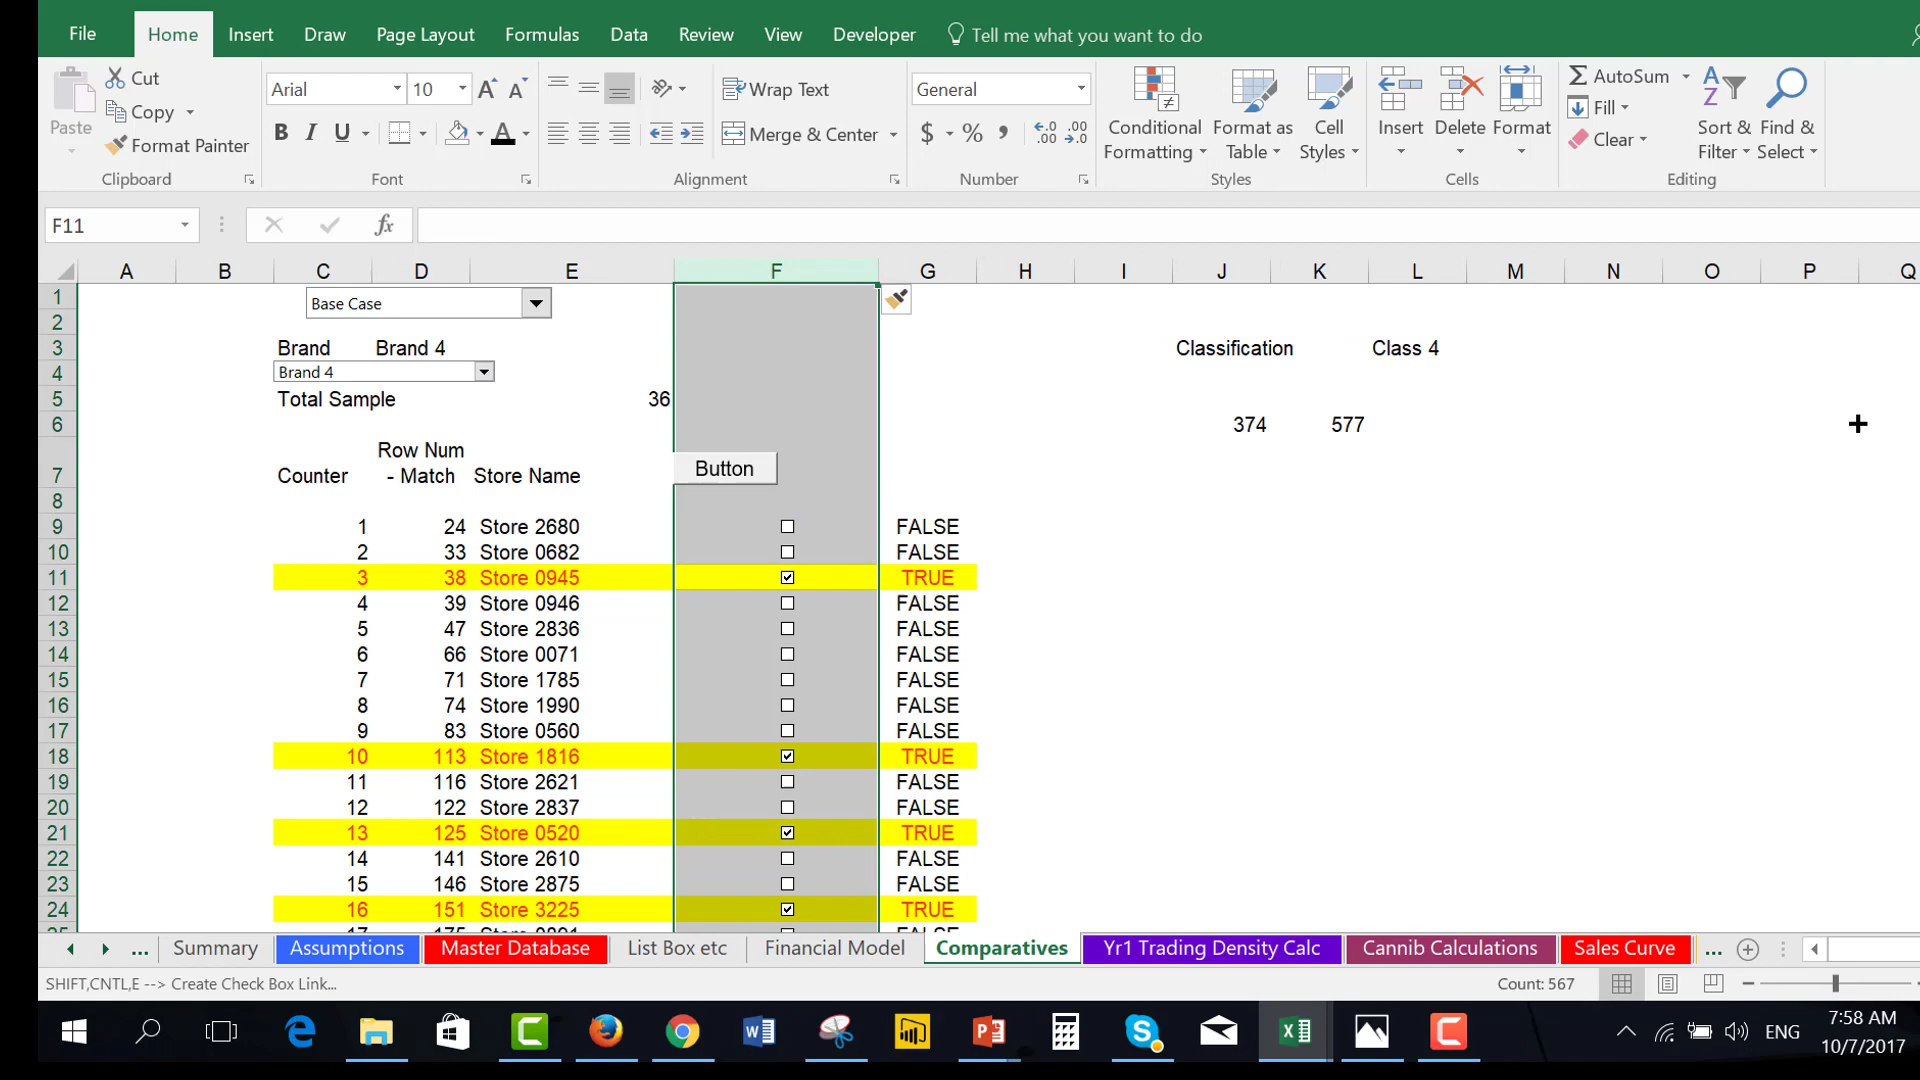 File Home Insert Draw Page Layout Formulas Data Review View Developer Tell me what you want to do
Cut
Copy
Format Painter
Paste
Clipboard
Arial 10
B I U
Font
Wrap Text
Merge & Center
Alignment
General
$ % ,
Number
Conditional Formatting
Format as Table
Cell Styles
Styles
Insert Delete Format
Cells
AutoSum
Fill
Clear
Sort & Filter
Find & Select
Editing
F11 fx
A B C D E F G H I J K L M N O P Q
1 Base Case
2
3 Brand Brand 4 Classification Class 4
4 Brand 4
5 Total Sample 36
6 374 577
7 Counter Row Num - Match Store Name Button
8
9 1 24 Store 2680 FALSE
10 2 33 Store 0682 FALSE
11 3 38 Store 0945 TRUE
12 4 39 Store 0946 FALSE
13 5 47 Store 2836 FALSE
14 6 66 Store 0071 FALSE
15 7 71 Store 1785 FALSE
16 8 74 Store 1990 FALSE
17 9 83 Store 0560 FALSE
18 10 113 Store 1816 TRUE
19 11 116 Store 2621 FALSE
20 12 122 Store 2837 FALSE
21 13 125 Store 0520 TRUE
22 14 141 Store 2610 FALSE
23 15 146 Store 2875 FALSE
24 16 151 Store 3225 TRUE
... Summary Assumptions Master Database List Box etc Financial Model Comparatives Yr1 Trading Density Calc Cannib Calculations Sales Curve ...
SHIFT,CNTL,E --> Create Check Box Link... Count: 567
ENG 7:58 AM
10/7/2017